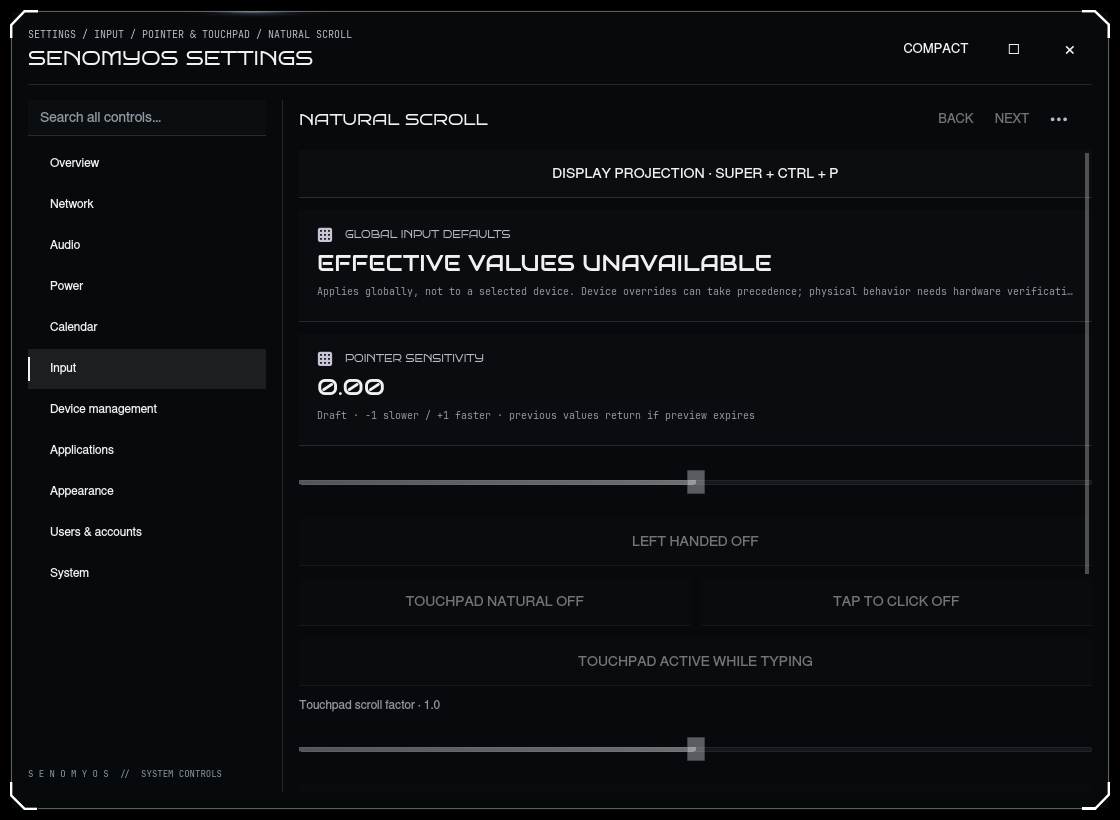 SETTINGS / INPUT / POINTER & TOUCHPAD / NATURAL SCROLL
SENOMYOS SETTINGS
COMPACT
Search all controls...
Overview
Network
Audio
Power
Calendar
Input
Device management
Applications
Appearance
Users & accounts
System
SENOMYOS // SYSTEM CONTROLS
NATURAL SCROLL
BACK
NEXT
DISPLAY PROJECTION · SUPER + CTRL + P
GLOBAL INPUT DEFAULTS
EFFECTIVE VALUES UNAVAILABLE
Applies globally, not to a selected device. Device overrides can take precedence; physical behavior needs hardware verificati…
POINTER SENSITIVITY
0.00
Draft · -1 slower / +1 faster · previous values return if preview expires
LEFT HANDED OFF
TOUCHPAD NATURAL OFF
TAP TO CLICK OFF
TOUCHPAD ACTIVE WHILE TYPING
Touchpad scroll factor · 1.0